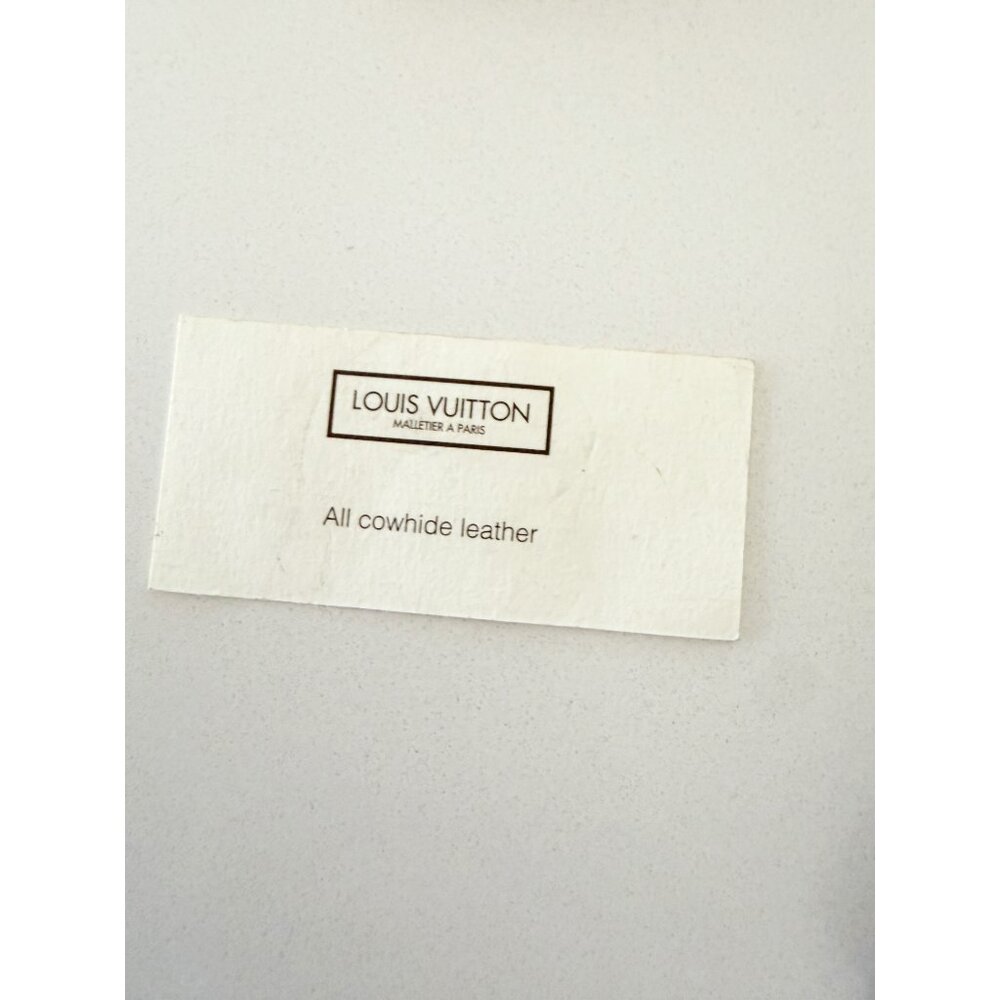 LOUIS VUITTON
MALLETIER A PARIS
All cowhide leather